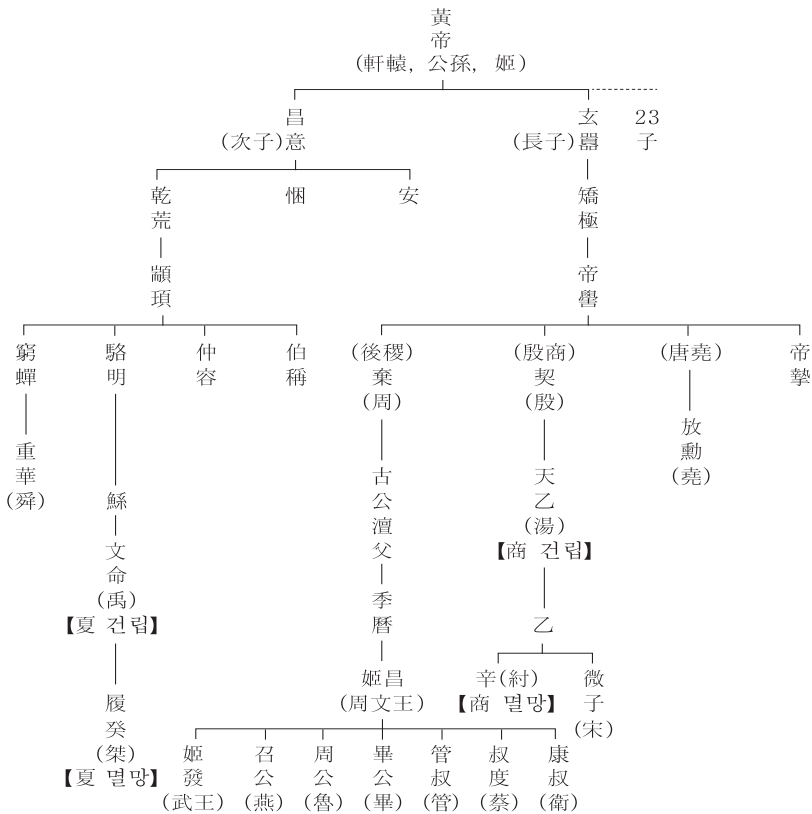 黃帝
(軒轅, 公孫, 姬)
(次子)昌意
(長子)玄囂
23子
乾荒
悃
安
矯極
顓頊
帝嚳
窮蟬
駱明
仲容
伯稱
(後稷)棄(周)
(殷商)契(殷)
(唐堯)
帝摯
重華(舜)
放勳(堯)
鯀
文命(禹)
【夏 건립】
古公澶父
天乙(湯)
【商 건립】
季曆
乙
履癸(桀)
【夏 멸망】
姬昌
(周文王)
辛(紂)
【商 멸망】
微子(宋)
姬發(武王)
召公(燕)
周公(魯)
畢公(畢)
管叔(管)
叔度(蔡)
康叔(衛)